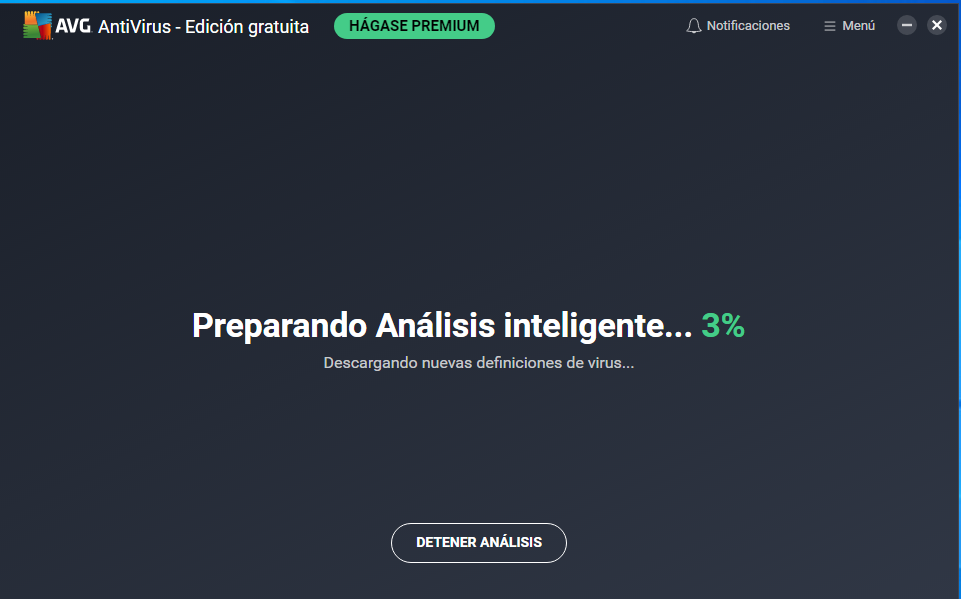 AVG AntiVirus - Edición gratuita
HÁGASE PREMIUM
Notificaciones
Menú
Preparando Análisis inteligente... 3%
Descargando nuevas definiciones de virus...
DETENER ANÁLISIS